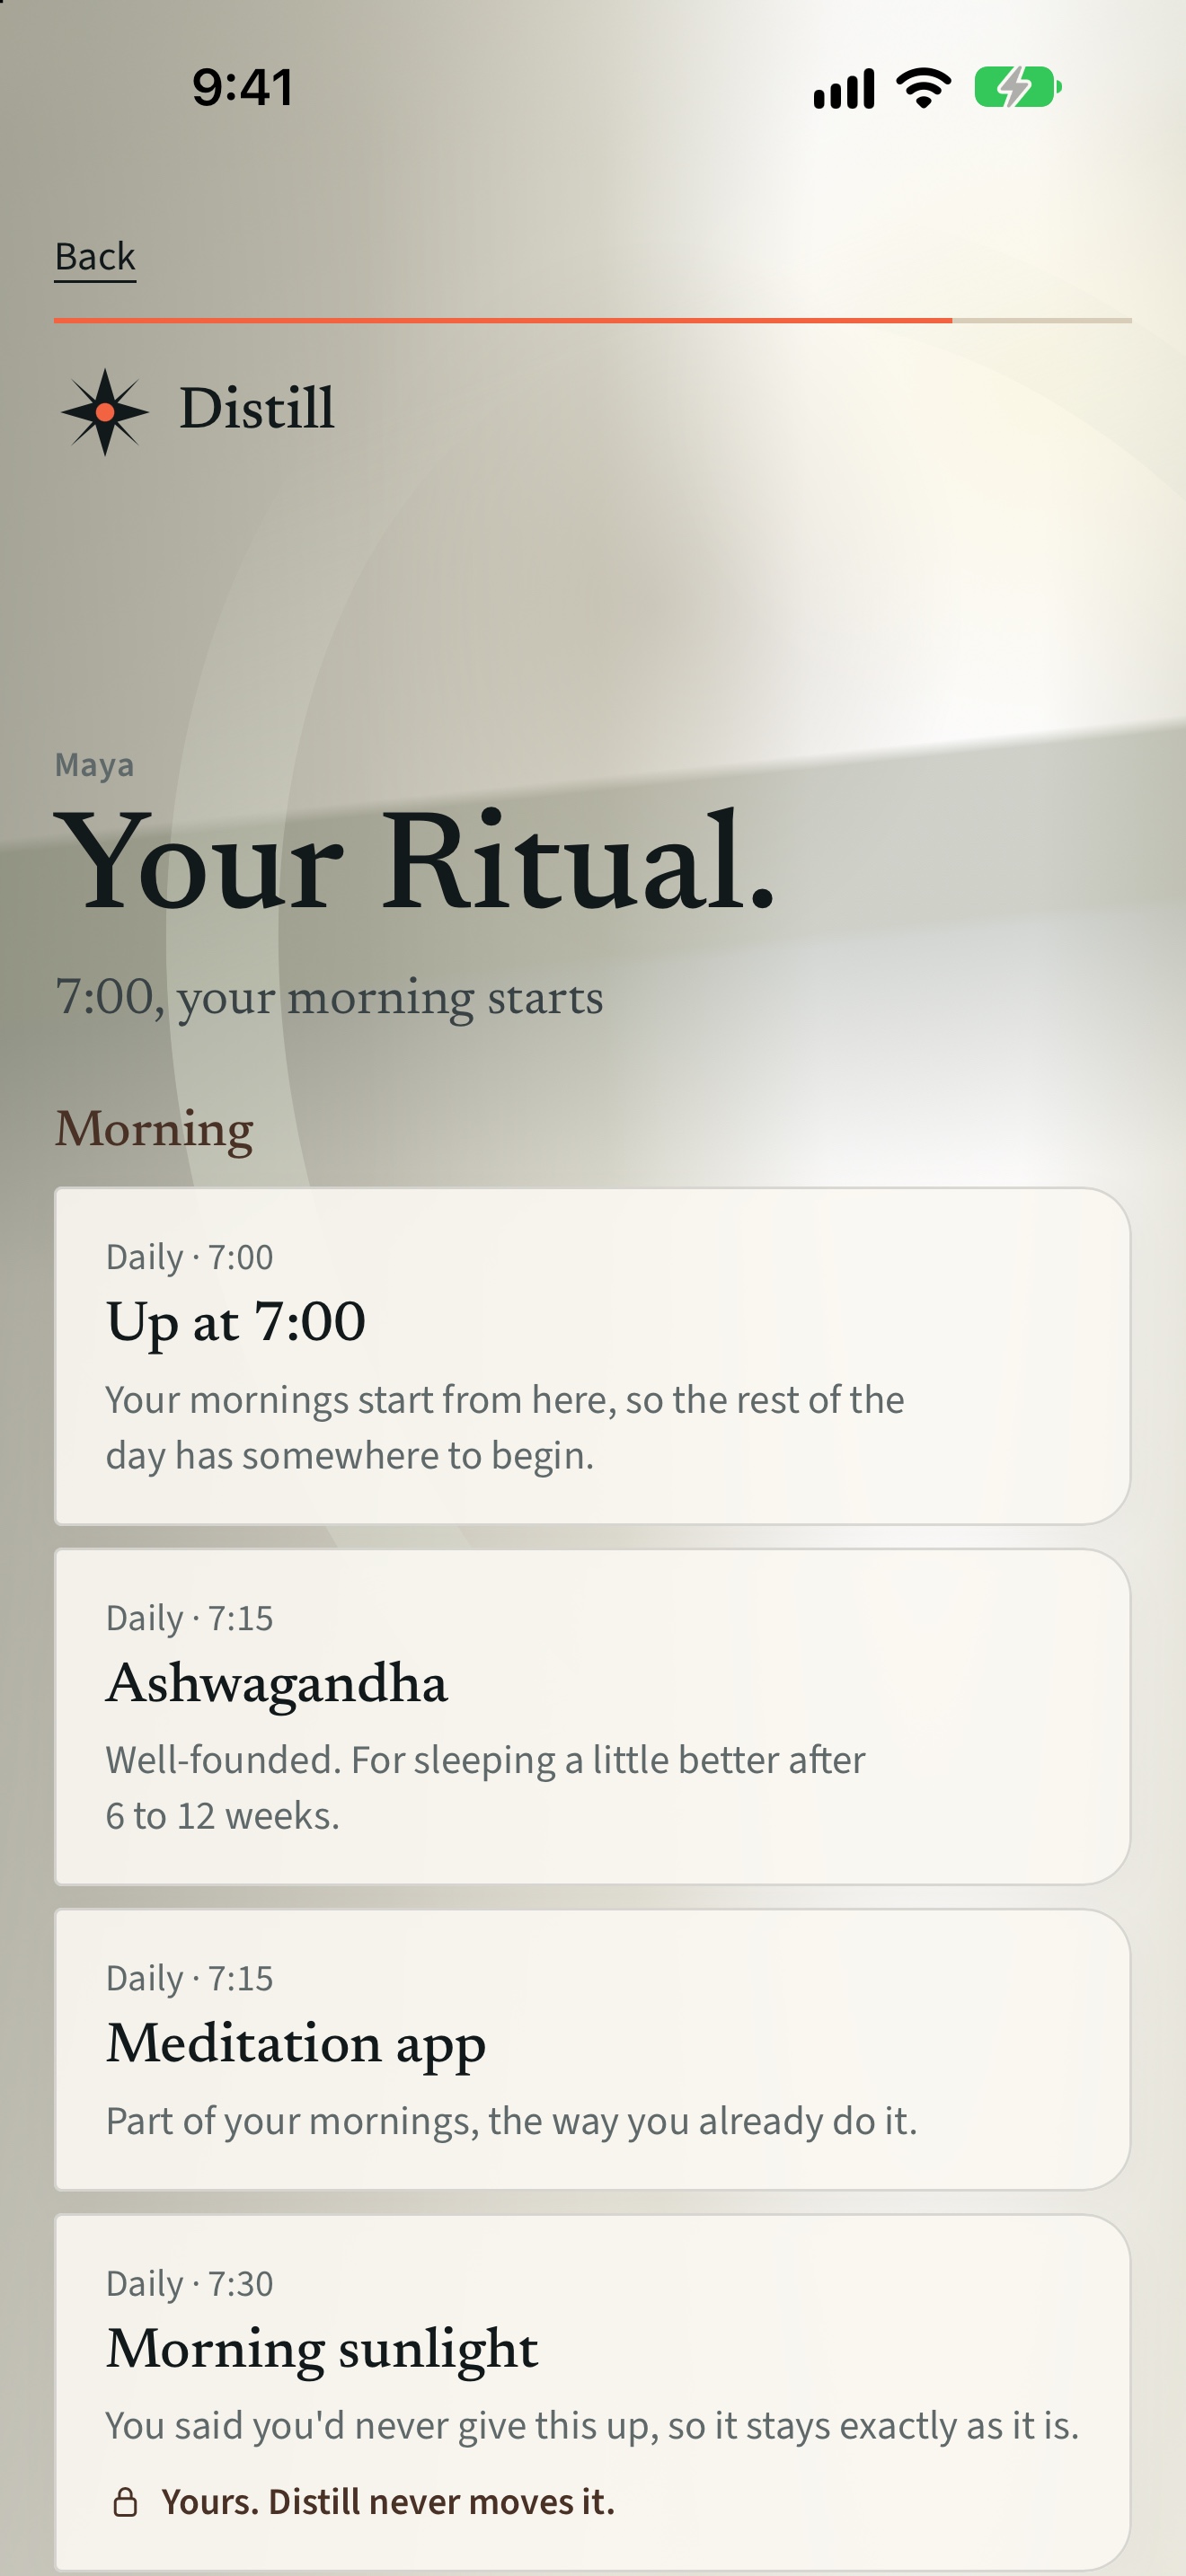 9:41
Back
Distill
Maya
Your Ritual.
7:00, your morning starts
Morning
Daily · 7:00
Up at 7:00
Your mornings start from here, so the rest of the
day has somewhere to begin.
Daily · 7:15
Ashwagandha
Well-founded. For sleeping a little better after
6 to 12 weeks.
Daily · 7:15
Meditation app
Part of your mornings, the way you already do it.
Daily · 7:30
Morning sunlight
You said you'd never give this up, so it stays exactly as it is.
Yours. Distill never moves it.